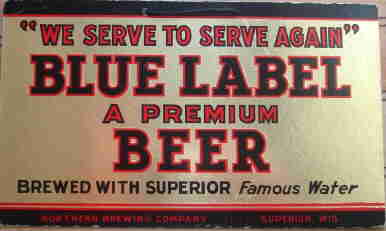 "WE SERVE TO SERVE AGAIN"
BLUE LABEL
A PREMIUM
BEER
BREWED WITH SUPERIOR Famous Water
NORTHERN BREWING COMPANY SUPERIOR, WIS.